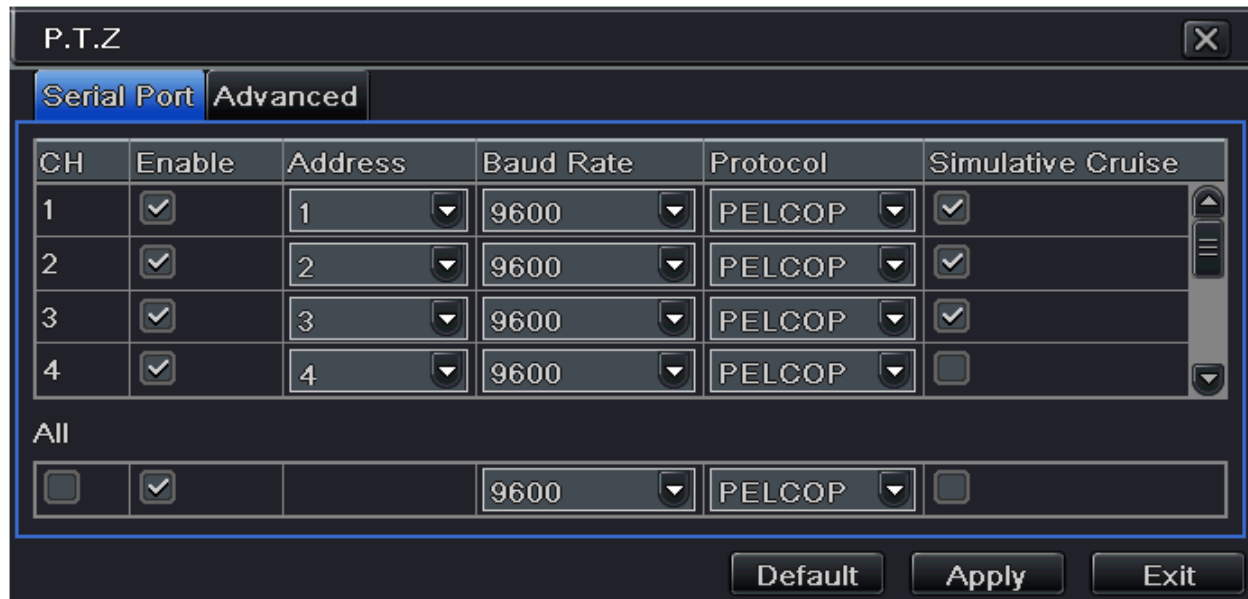 P.T.Z
Serial Port Advanced
CH Enable Address Baud Rate Protocol Simulative Cruise
1 1 9600 PELCOP
2 2 9600 PELCOP
3 3 9600 PELCOP
4 4 9600 PELCOP
All
9600 PELCOP
Default Apply Exit